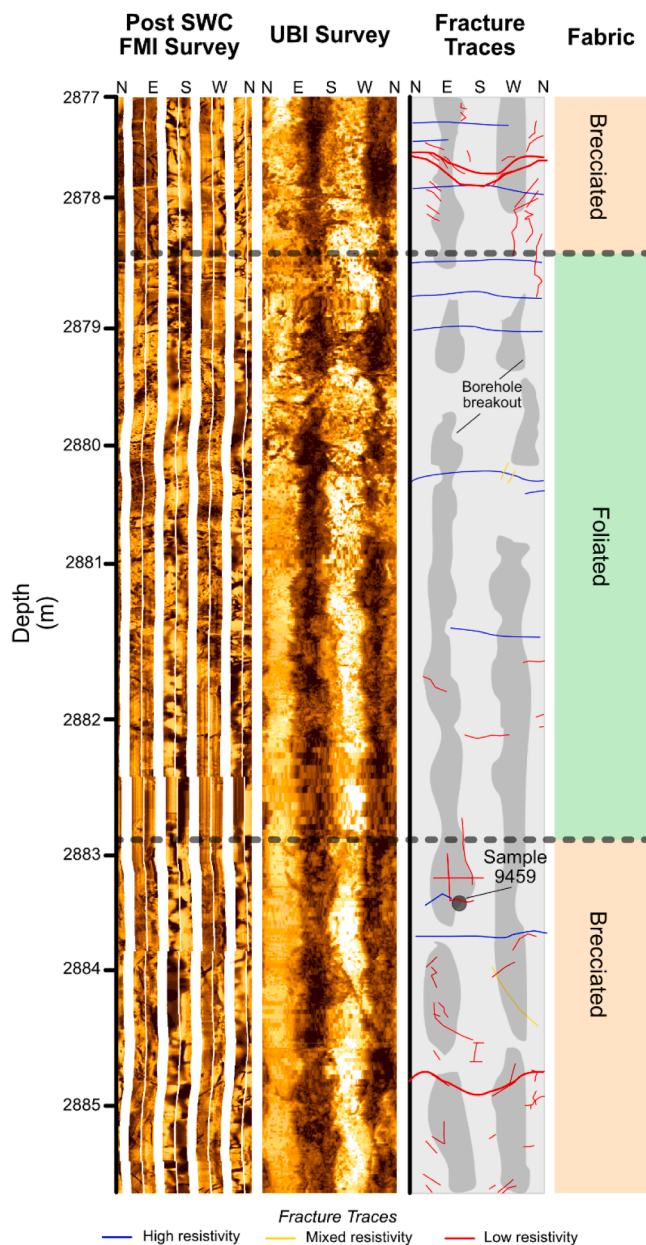 Post SWC
FMI Survey
UBI Survey
Fracture
Traces
Fabric
N E S W N
N E S W N
N E S W N
2877
2878
2879
2880
2881
2882
2883
2884
2885
Depth
(m)
Borehole
breakout
Sample
9459
Brecciated
Foliated
Brecciated
Fracture Traces
High resistivity
Mixed resistivity
Low resistivity